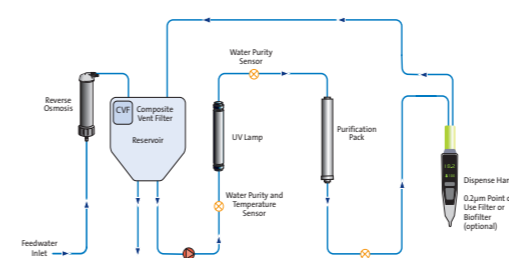 Water Purity
Sensor
Reverse
Osmosis
CVF
Composite
Vent Filter
Reservoir
UV Lamp
Purification
Pack
Water Purity and
Temperature
Sensor
Dispense
0.2µm Point
Use Filter or
Biofilter
(optional)
Feedwater
Inlet